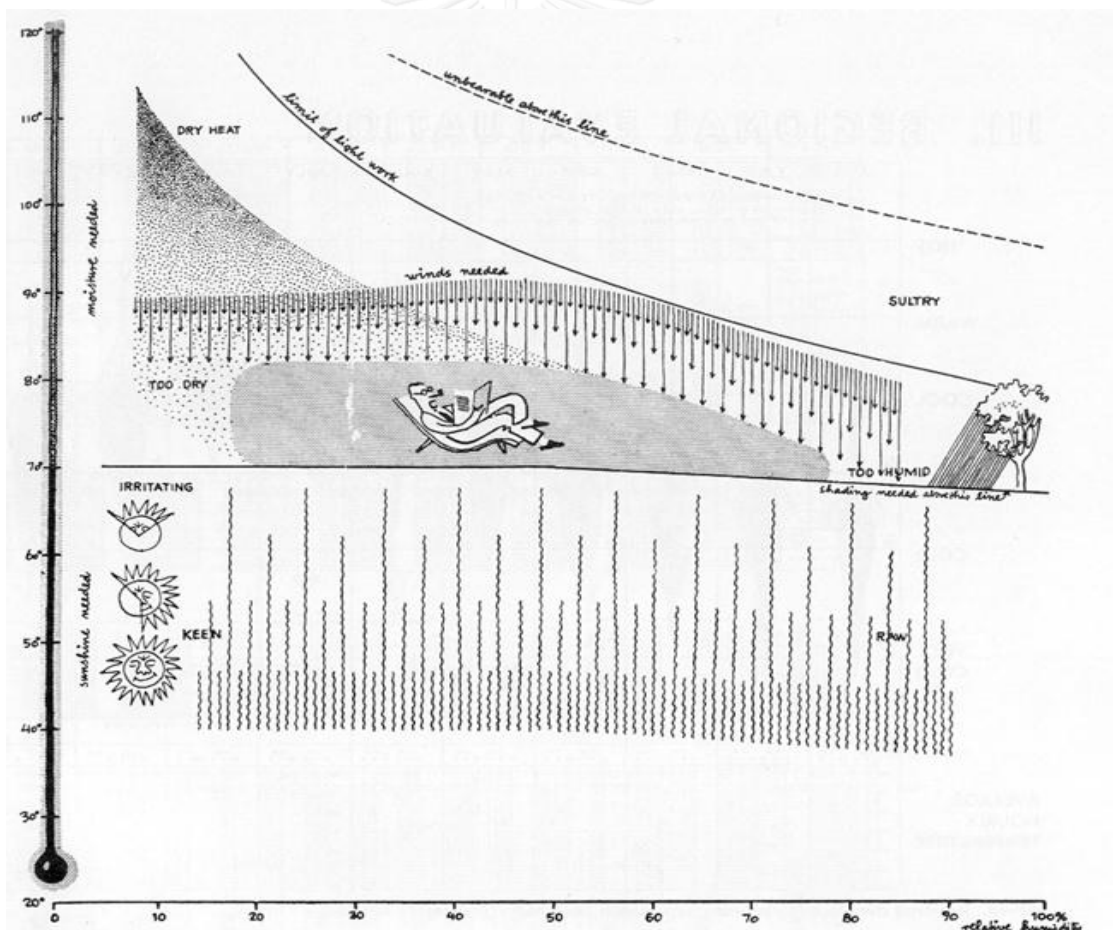 120°
unbearable above this line
limit of light work
110°
DRY HEAT
100°
moisture needed
winds needed
90°
SULTRY
80°
TOO DRY
70°
TOO HUMID
shading needed above this line
IRRITATING
60°
sunshine needed
KEEN
RAW
50°
40°
30°
20°
0 10 20 30 40 50 60 70 80 90 100%
relative humidity